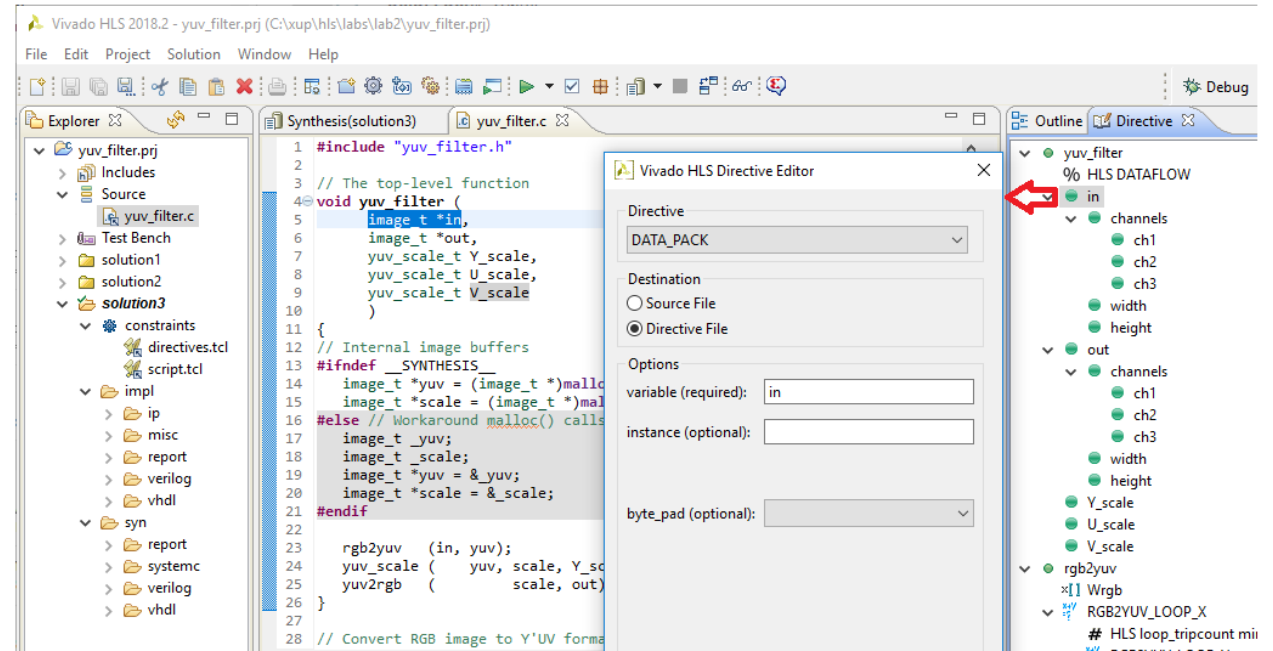 Vivado HLS 2018.2 - yuv_filter.prj (C:\xup\hls\labs\lab2\yuv_filter.prj)
File Edit Project Solution Window Help
Debug
Explorer
yuv_filter.prj
Includes
Source
yuv_filter.c
Test Bench
solution1
solution2
solution3
constraints
directives.tcl
script.tcl
impl
ip
misc
report
verilog
vhdl
syn
report
systemc
verilog
vhdl
Synthesis(solution3) yuv_filter.c
1 #include "yuv_filter.h"
2
3 // The top-level function
4 void yuv_filter (
5 image_t *in,
6 image_t *out,
7 yuv_scale_t Y_scale,
8 yuv_scale_t U_scale,
9 yuv_scale_t V_scale
10 )
11 {
12 // Internal image buffers
13 #ifndef __SYNTHESIS__
14 image_t *yuv = (image_t *)mallo
15 image_t *scale = (image_t *)mal
16 #else // Workaround malloc() calls
17 image_t _yuv;
18 image_t _scale;
19 image_t *yuv = &_yuv;
20 image_t *scale = &_scale;
21 #endif
22
23 rgb2yuv (in, yuv);
24 yuv_scale ( yuv, scale, Y_sc
25 yuv2rgb ( scale, out)
26 }
27
28 // Convert RGB image to Y'UV forma
Vivado HLS Directive Editor
Directive
DATA_PACK
Destination
Source File
Directive File
Options
variable (required): in
instance (optional):
byte_pad (optional):
Outline Directive
yuv_filter
% HLS DATAFLOW
in
channels
ch1
ch2
ch3
width
height
out
channels
ch1
ch2
ch3
width
height
Y_scale
U_scale
V_scale
rgb2yuv
×[] Wrgb
RGB2YUV_LOOP_X
# HLS loop_tripcount mi